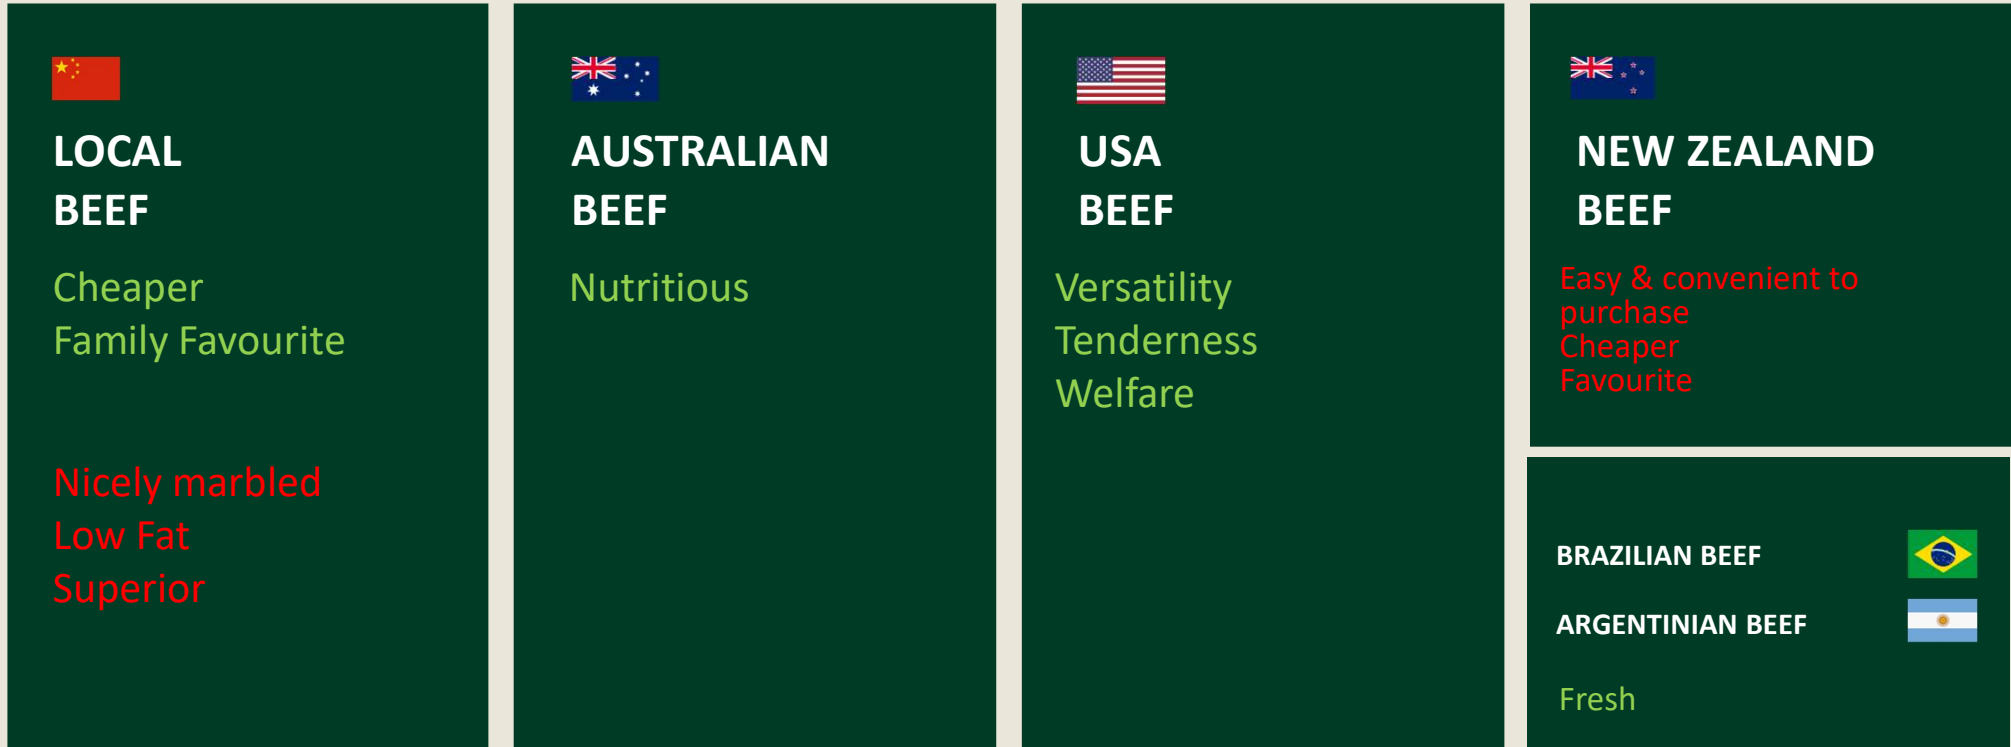 LOCAL
BEEF
Cheaper
Family Favourite
Nicely marbled
Low Fat
Superior
AUSTRALIAN
BEEF
Nutritious
USA
BEEF
Versatility
Tenderness
Welfare
NEW ZEALAND
BEEF
Easy & convenient to
purchase
Cheaper
Favourite
BRAZILIAN BEEF
ARGENTINIAN BEEF
Fresh